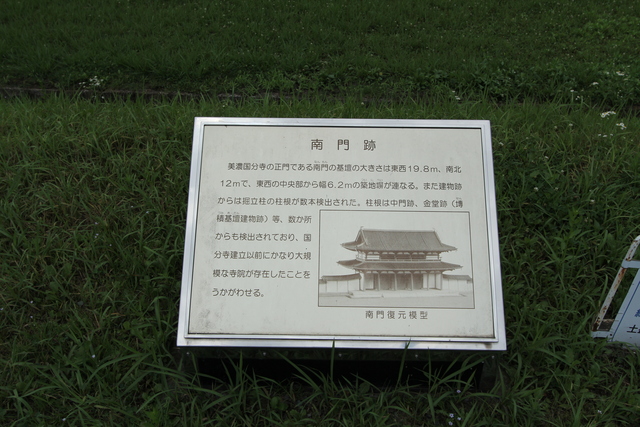 南門跡
美濃国分寺の正門である南門の基壇の大きさは東西19.8m、南北
12mで、東西の中央部から幅6.2mの築地塀が連なる。また建物跡
からは掘立柱の柱根が数本検出された。柱根は中門跡、金堂跡（塼
積基壇建物跡）等、数か所
からも検出されており、国
分寺建立以前にかなり大規
模な寺院が存在したことを
うかがわせる。
南門復元模型
土